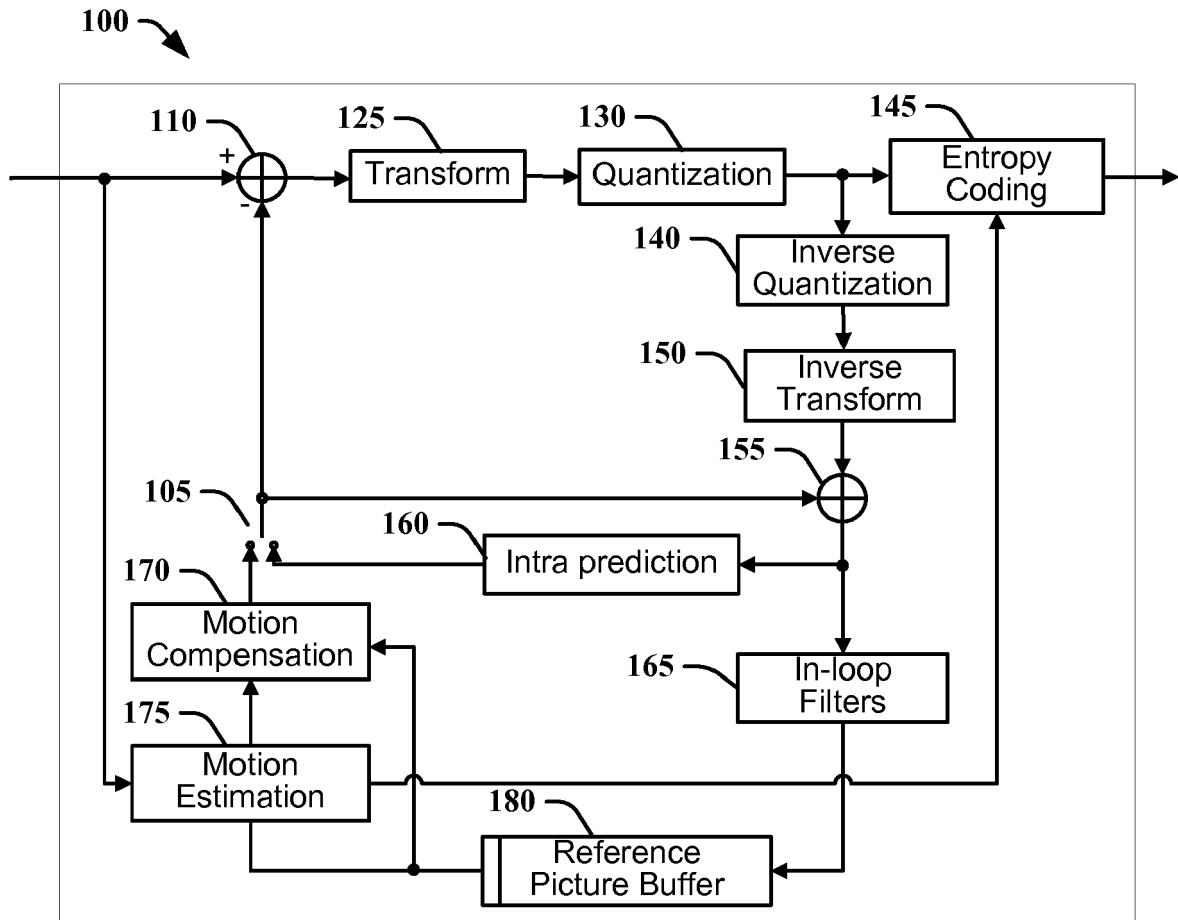 100
110
125
130
145
+
-
Transform
Quantization
Entropy
Coding
140
Inverse
Quantization
150
Inverse
Transform
155
105
160
Intra prediction
170
Motion
Compensation
165
In-loop
Filters
175
Motion
Estimation
180
Reference
Picture Buffer